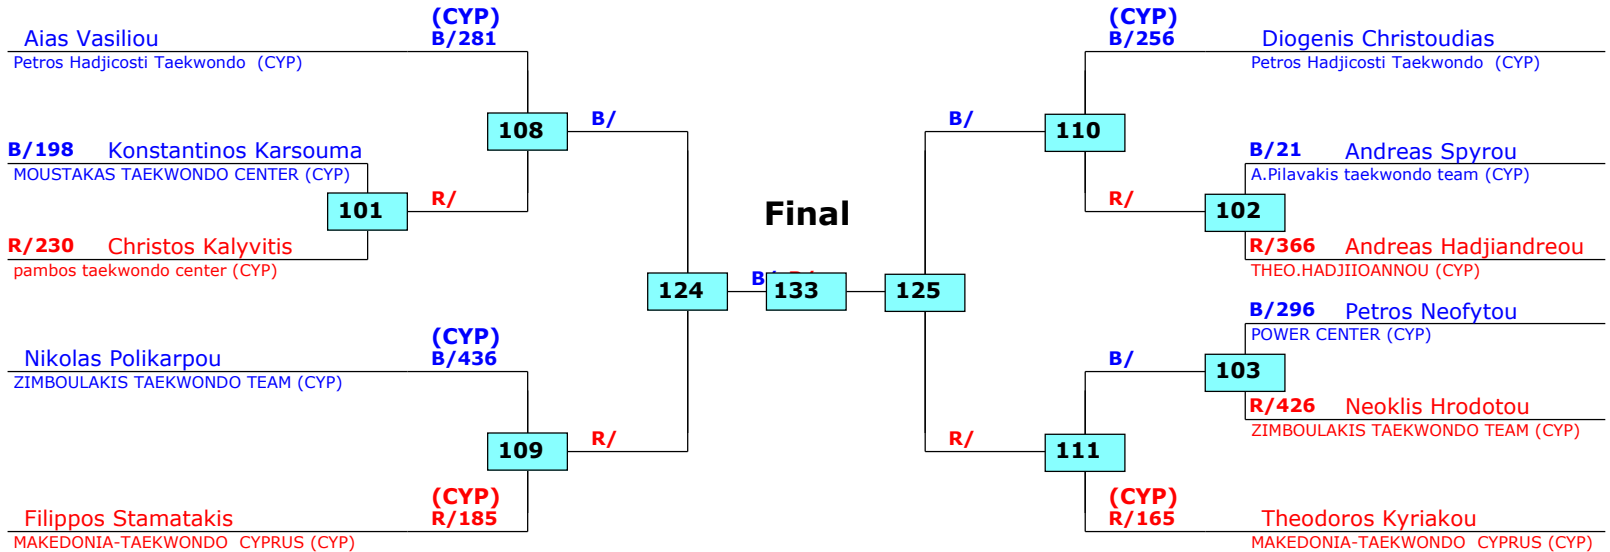 (CYP)
Aias Vasiliou B/281
Petros Hadjicosti Taekwondo (CYP)
108
B/
B/198 Konstantinos Karsouma
MOUSTAKAS TAEKWONDO CENTER (CYP)
101
R/
R/230 Christos Kalyvitis
pambos taekwondo center (CYP)
124
(CYP)
Nikolas Polikarpou B/436
ZIMBOULAKIS TAEKWONDO TEAM (CYP)
109
R/
(CYP)
Filippos Stamatakis R/185
MAKEDONIA-TAEKWONDO CYPRUS (CYP)
Final
B/
133
125
(CYP)
B/256 Diogenis Christoudias
Petros Hadjicosti Taekwondo (CYP)
B/
110
B/21 Andreas Spyrou
A.Pilavakis taekwondo team (CYP)
R/
102
R/366 Andreas Hadjiandreou
THEO.HADJIIOANNOU (CYP)
B/296 Petros Neofytou
POWER CENTER (CYP)
B/
103
R/426 Neoklis Hrodotou
ZIMBOULAKIS TAEKWONDO TEAM (CYP)
R/
111
(CYP)
R/165 Theodoros Kyriakou
MAKEDONIA-TAEKWONDO CYPRUS (CYP)